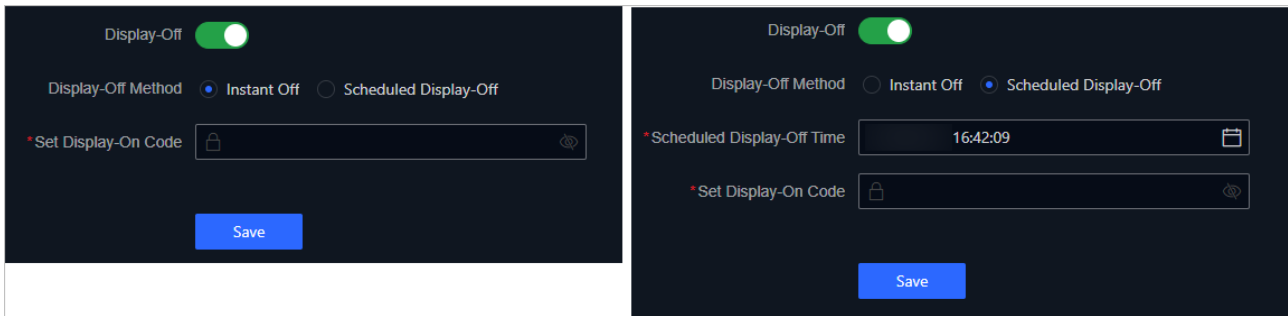 Display-Off
Display-Off Method Instant Off Scheduled Display-Off
*Set Display-On Code
Save
Display-Off
Display-Off Method Instant Off Scheduled Display-Off
*Scheduled Display-Off Time 16:42:09
*Set Display-On Code
Save